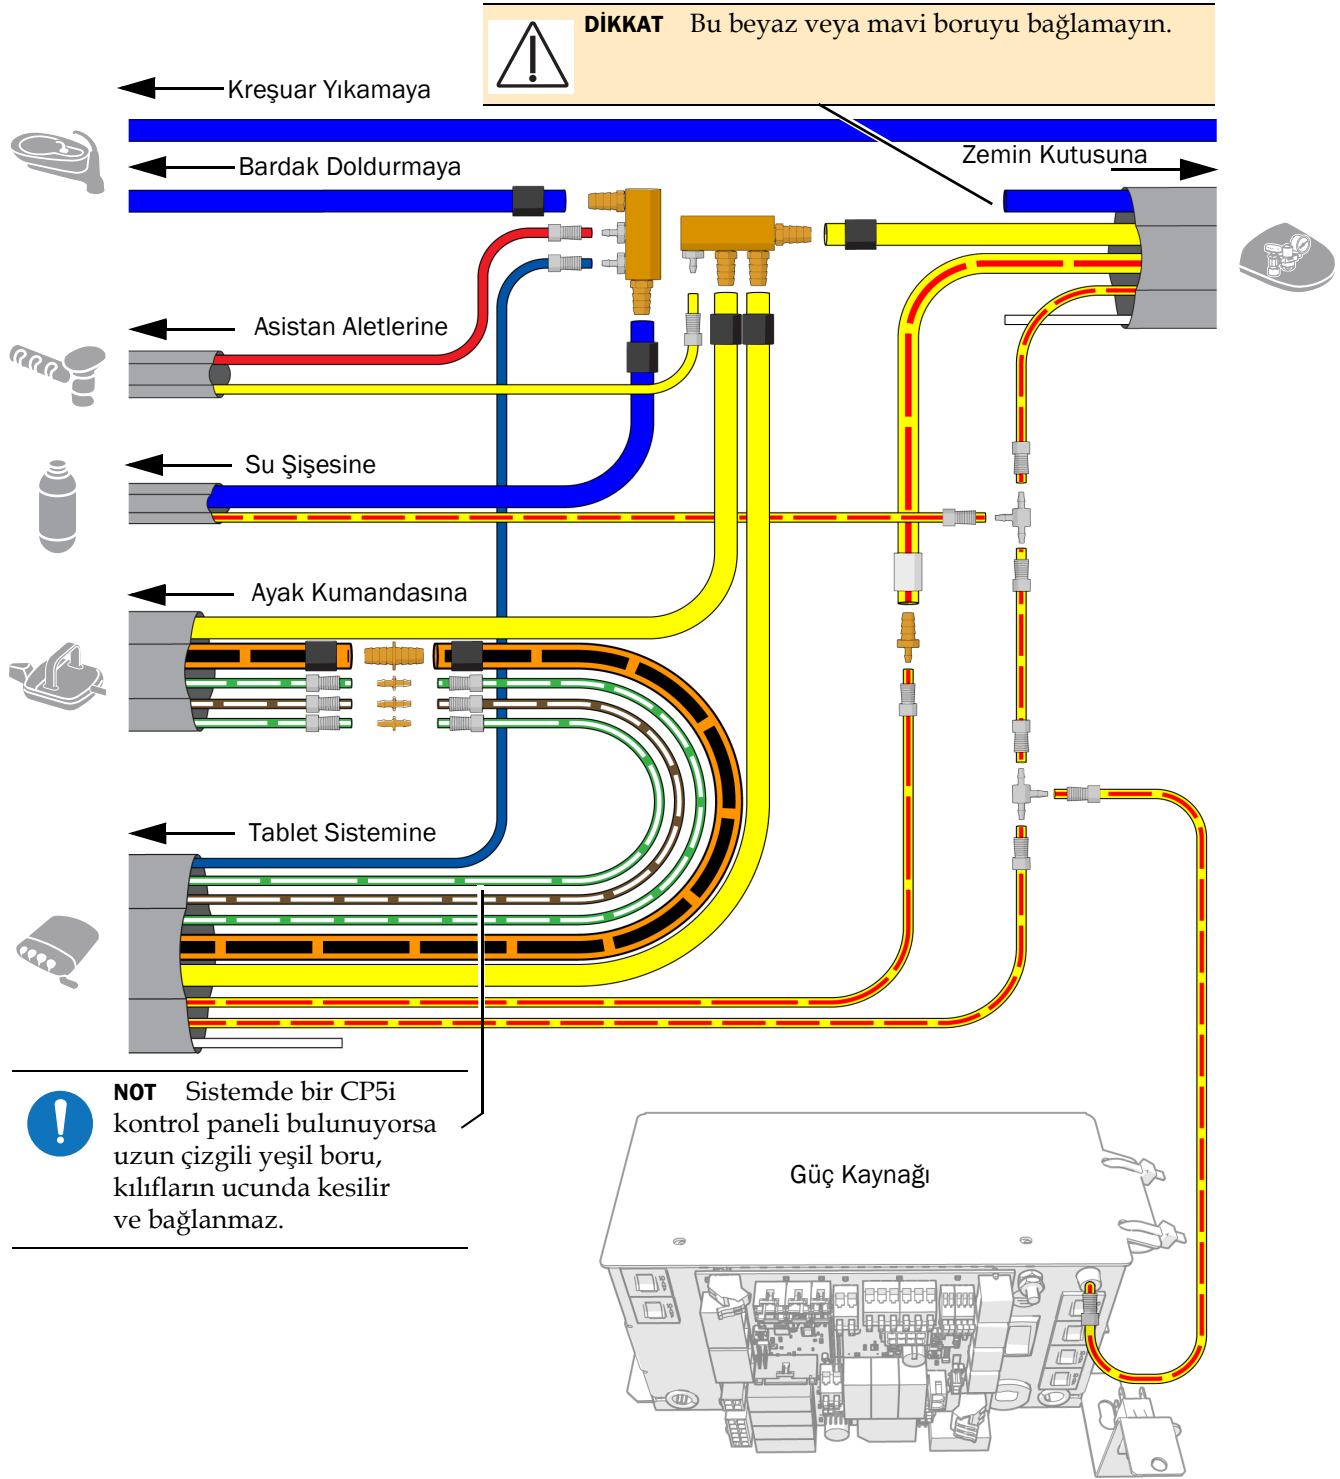 DİKKAT Bu beyaz veya mavi boruyu bağlamayın.
Kreşuar Yıkamaya
Zemin Kutusuna
Bardak Doldurmaya
Asistan Aletlerine
Su Şişesine
Ayak Kumandasına
Tablet Sistemine
NOT Sistemde bir CP5i
kontrol paneli bulunuyorsa
uzun çizgili yeşil boru,
kılıfların ucunda kesilir
ve bağlanmaz.
Güç Kaynağı